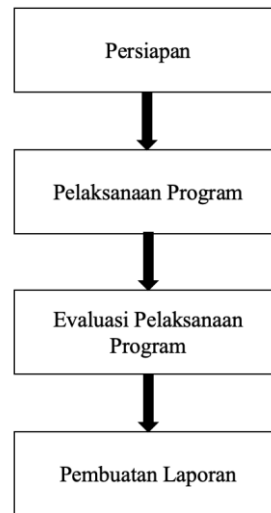 Persiapan
Pelaksanaan Program
Evaluasi Pelaksanaan
Program
Pembuatan Laporan